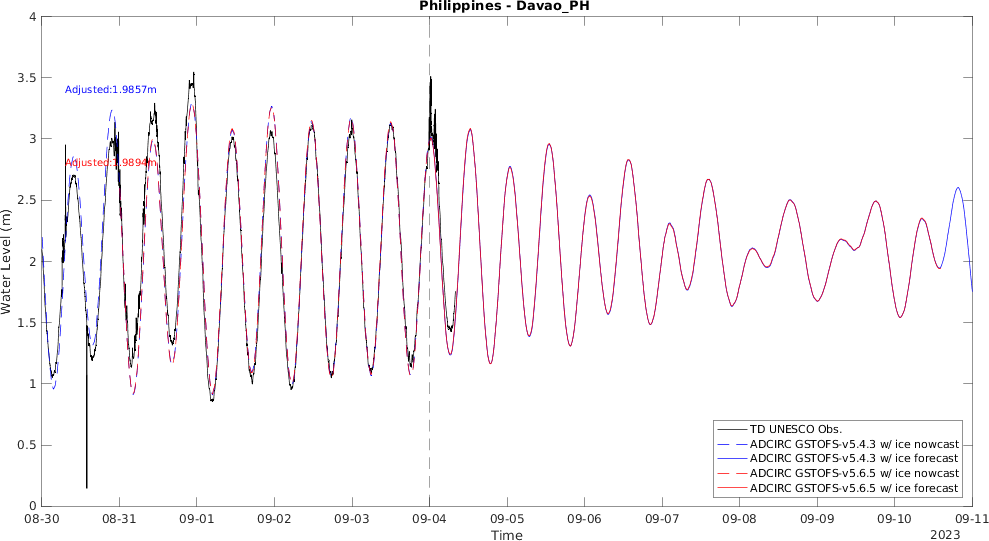 Philippines - Davao_PH
4
3.5
3
2.5
2
1.5
1
0.5
0
Water Level (m)
Adjusted:1.9857m
Adjusted:1.9894m
TD UNESCO Obs.
ADCIRC GSTOFS-v5.4.3 w/ ice nowcast
ADCIRC GSTOFS-v5.4.3 w/ ice forecast
ADCIRC GSTOFS-v5.6.5 w/ ice nowcast
ADCIRC GSTOFS-v5.6.5 w/ ice forecast
08-30 08-31 09-01 09-02 09-03 09-04 09-05 09-06 09-07 09-08 09-09 09-10 09-11
Time
2023